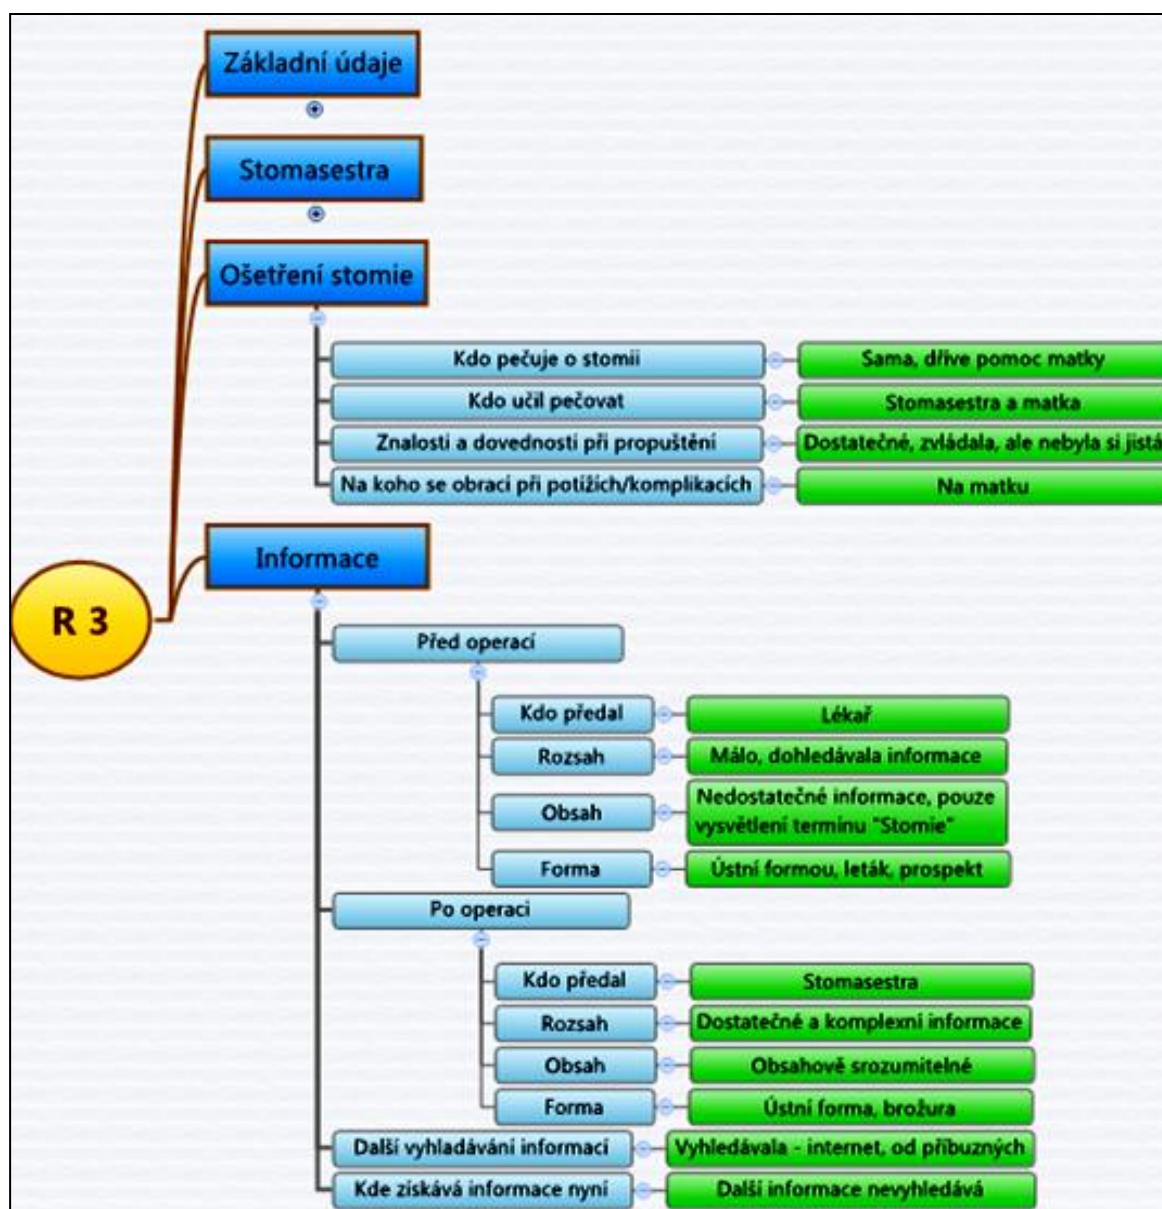 Základní údaje
Stomasestra
Ošetření stomie
Kdo pečuje o stomii
Sama, dříve pomoc matky
Kdo učil pečovat
Stomasestra a matka
Znalosti a dovednosti při propuštění
Dostatečné, zvládala, ale nebyla si jistá
Na koho se obrací při potížích/komplikacích
Na matku
Informace
R 3
Před operací
Kdo předal
Lékař
Rozsah
Málo, dohledávala informace
Obsah
Nedostatečné informace, pouze
vysvětlení termínu "Stomie"
Forma
Ústní formou, leták, prospekt
Po operaci
Kdo předal
Stomasestra
Rozsah
Dostatečné a komplexní informace
Obsah
Obsahově srozumitelné
Forma
Ústní forma, brožura
Další vyhladávání informací
Vyhledávala - internet, od příbuzných
Kde získává informace nyní
Další informace nevyhledává